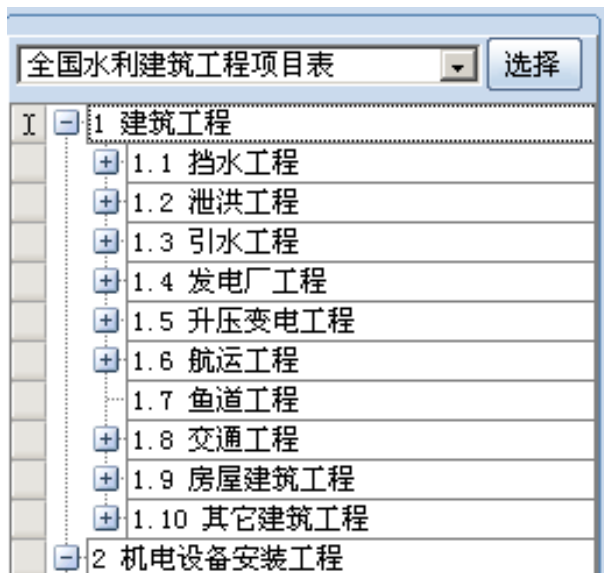 全国水利建筑工程项目表 选择
1 建筑工程
1.1 挡水工程
1.2 泄洪工程
1.3 引水工程
1.4 发电厂工程
1.5 升压变电工程
1.6 航运工程
1.7 鱼道工程
1.8 交通工程
1.9 房屋建筑工程
1.10 其它建筑工程
2 机电设备安装工程